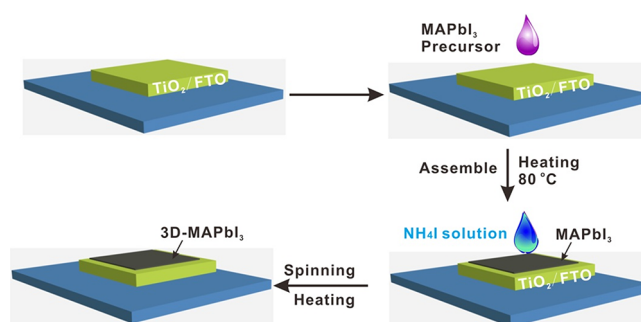 TiO₂/FTO
MAPbI₃
Precursor
TiO₂/FTO
Assemble
Heating
80 °C
NH4I solution
MAPbI₃
TiO₂/FTO
3D-MAPbI₃
Spinning
Heating